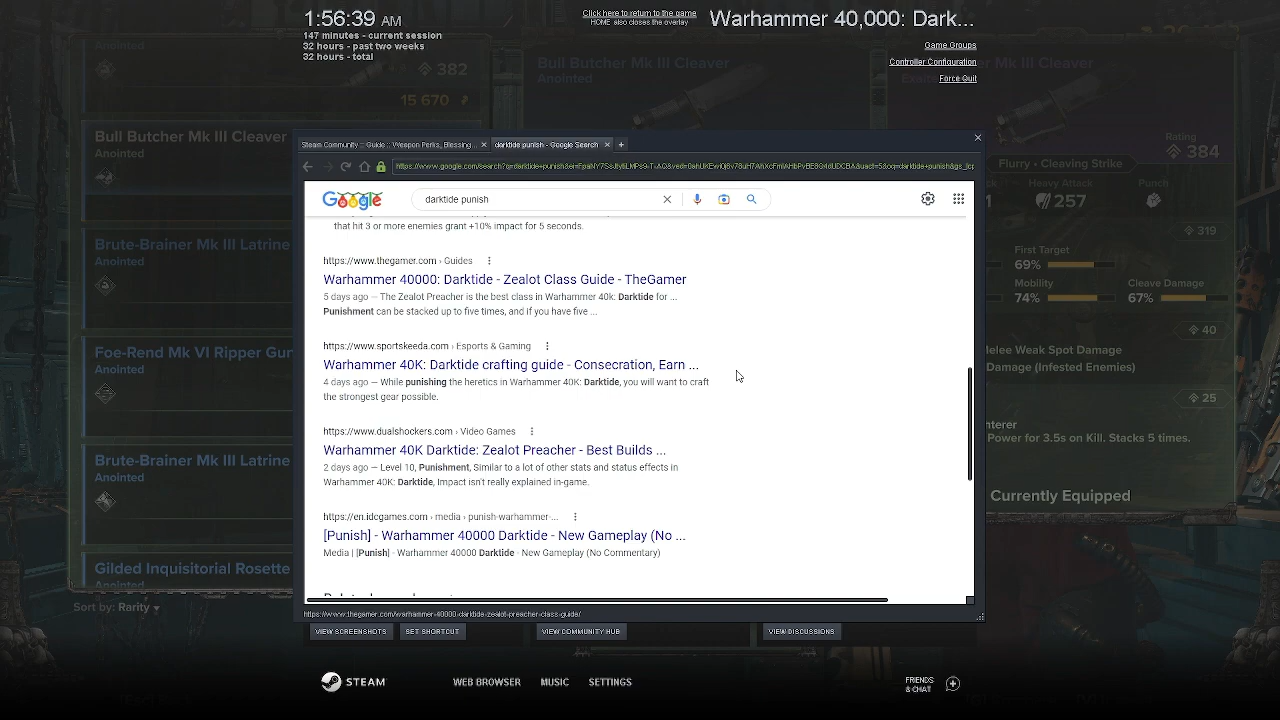 1:56:39 AM
147 minutes - current session
32 hours - past two weeks
32 hours - total
Click here to return to the game
HOME also closes the overlay
Warhammer 40,000: Dark...
Game Groups
Controller Configuration
Force Quit
Anointed
382
15 670
Bull Butcher Mk III Cleaver
Anointed
Brute-Brainer Mk III Latrine
Anointed
Foe-Rend Mk VI Ripper Gun
Anointed
Brute-Brainer Mk III Latrine
Anointed
Gilded Inquisitorial Rosette
Anointed
Sort by: Rarity
Bull Butcher Mk III Cleaver
Anointed
Mk III Cleaver
Rating
384
Flurry • Cleaving Strike
Heavy Attack
257
319
First Target
69%
Mobility
74%
Cleave Damage
67%
40
Melee Weak Spot Damage
Damage (Infested Enemies)
25
Power for 3.5s on Kill. Stacks 5 times.
Currently Equipped
Steam Community :: Guide :: Weapon Perks, Blessing...
darktide punish - Google Search
Google
darktide punish
that hit 3 or more enemies grant +10% impact for 5 seconds.
https://www.thegamer.com › Guides
Warhammer 40000: Darktide - Zealot Class Guide - TheGamer
5 days ago — The Zealot Preacher is the best class in Warhammer 40k: Darktide for ...
Punishment can be stacked up to five times, and if you have five ...
https://www.sportskeeda.com › Esports & Gaming
Warhammer 40K: Darktide crafting guide - Consecration, Earn ...
4 days ago — While punishing the heretics in Warhammer 40K: Darktide, you will want to craft
the strongest gear possible.
https://www.dualshockers.com › Video Games
Warhammer 40K Darktide: Zealot Preacher - Best Builds ...
2 days ago — Level 10, Punishment, Similar to a lot of other stats and status effects in
Warhammer 40K: Darktide, Impact isn't really explained in-game.
https://en.idcgames.com › media › punish-warhammer-...
[Punish] - Warhammer 40000 Darktide - New Gameplay (No ...
Media | [Punish] - Warhammer 40000 Darktide - New Gameplay (No Commentary)
https://www.thegamer.com/warhammer-40000-darktide-zealot-preacher-class-guide/
VIEW SCREENSHOTS
SET SHORTCUT
VIEW COMMUNITY HUB
VIEW DISCUSSIONS
STEAM
WEB BROWSER
MUSIC
SETTINGS
FRIENDS
& CHAT